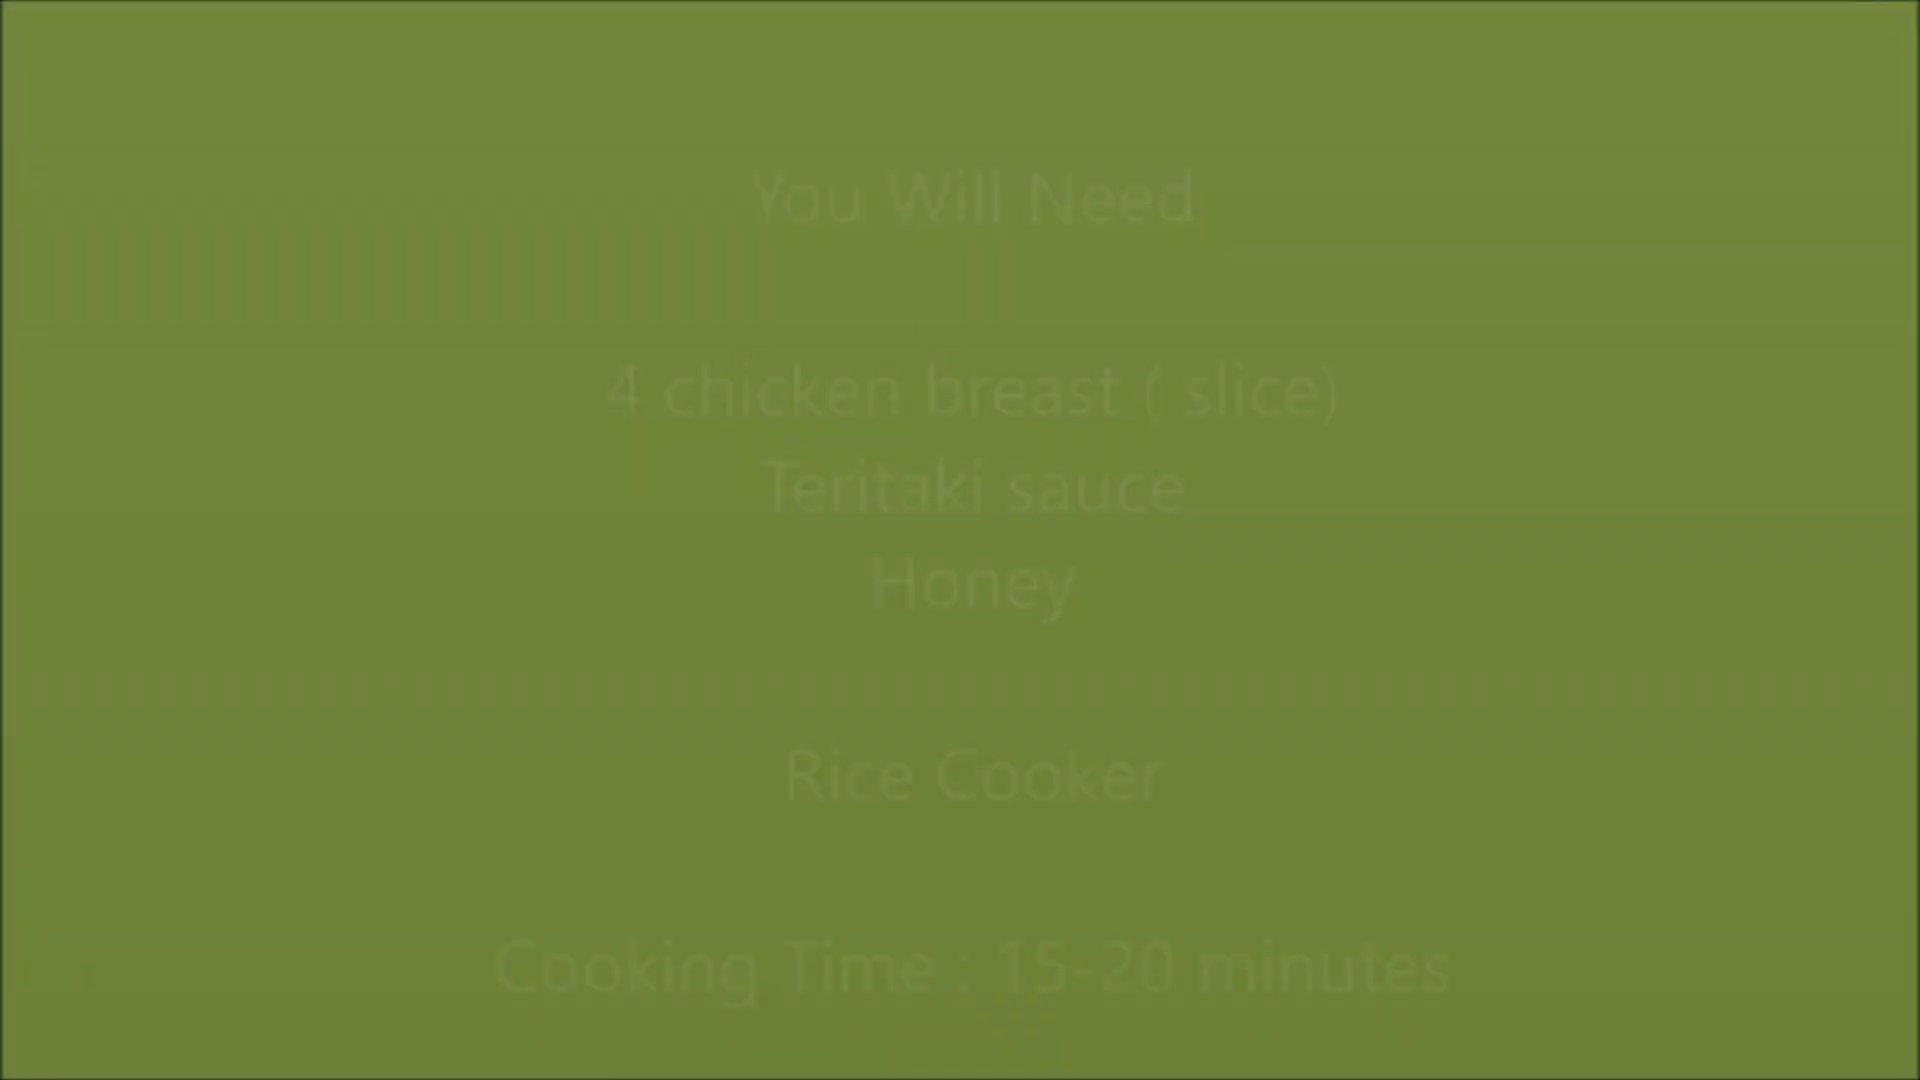 You Will Need
4 chicken breast ( slice)
Teritaki sauce
Honey
Rice Cooker
Cooking Time : 15-20 minutes